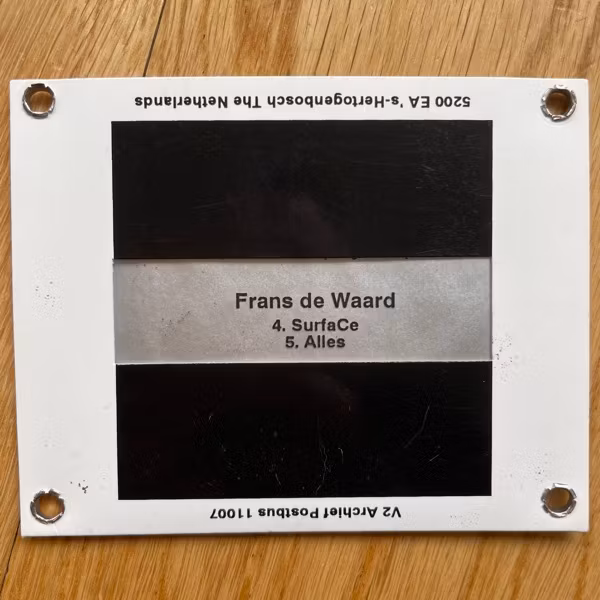 5200 EA 's-Hertogenbosch The Netherlands
Frans de Waard
4. SurfaCe
5. Alles
V2 Archief Postbus 11007